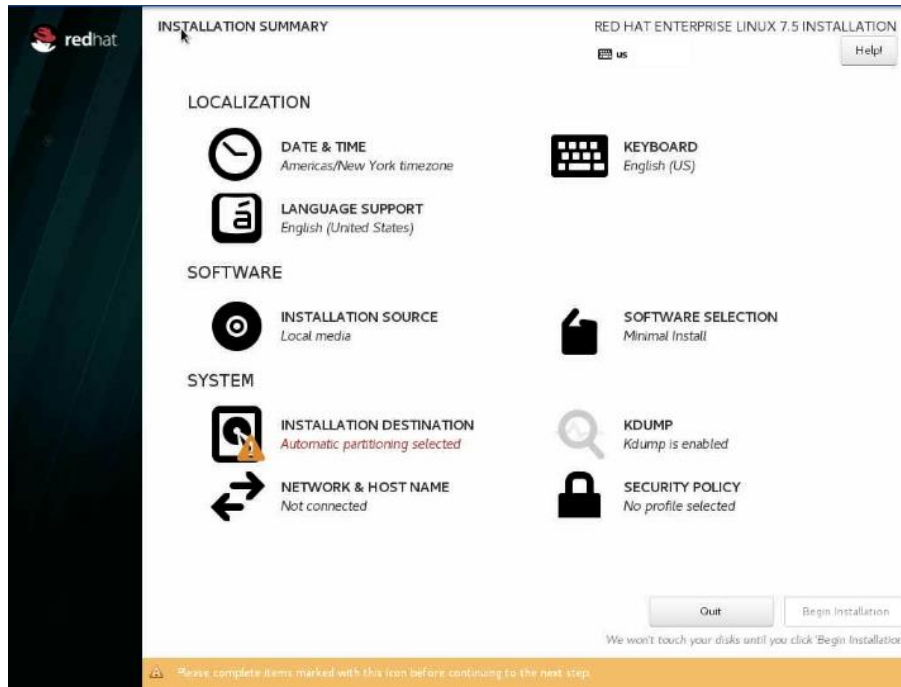 redhat
INSTALLATION SUMMARY
RED HAT ENTERPRISE LINUX 7.5 INSTALLATION
us
Help!
LOCALIZATION
DATE & TIME
Americas/New York timezone
KEYBOARD
English (US)
á
LANGUAGE SUPPORT
English (United States)
SOFTWARE
INSTALLATION SOURCE
Local media
SOFTWARE SELECTION
Minimal Install
SYSTEM
INSTALLATION DESTINATION
Automatic partitioning selected
KDUMP
Kdump is enabled
NETWORK & HOST NAME
Not connected
SECURITY POLICY
No profile selected
Quit
Begin Installation
We won't touch your disks until you click 'Begin Installation
Please complete items marked with this icon before continuing to the next step.